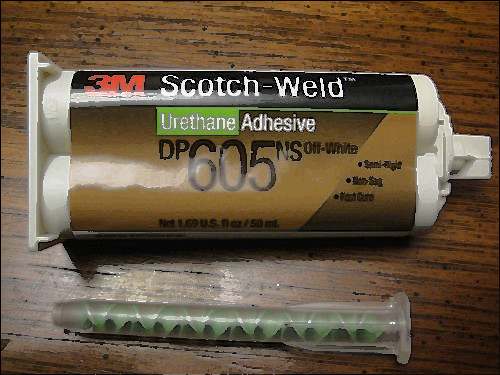 3M Scotch-Weld™
Urethane Adhesive
DP605NS Off-White
• Semi-Rigid
• Non-Sag
• Fast Cure
Net 1.69 U.S. fl oz / 50 mL